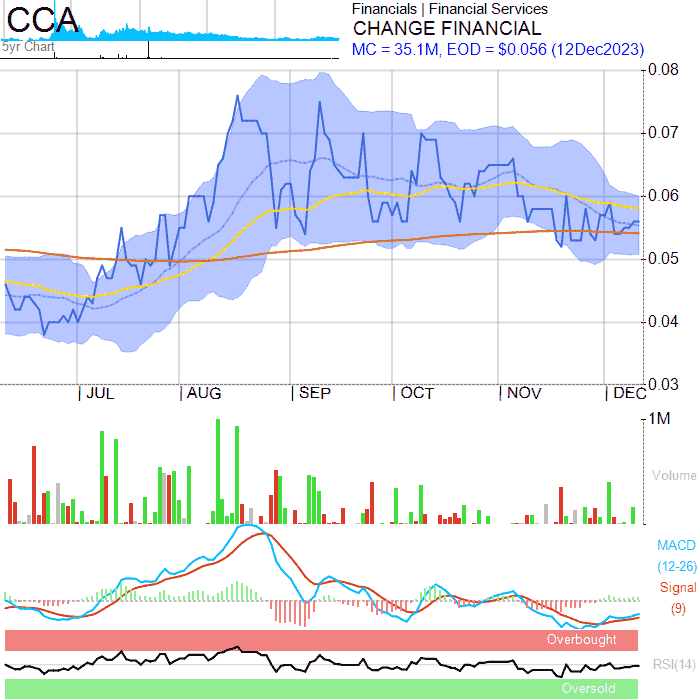 CCA
5yr Chart
Financials | Financial Services
CHANGE FINANCIAL
MC = 35.1M, EOD = $0.056 (12Dec2023)
0.08
0.07
0.06
0.05
0.04
0.03
JUL AUG SEP OCT NOV DEC
1M
Volume
MACD
(12-26)
Signal
(9)
Overbought
RSI(14)
Oversold